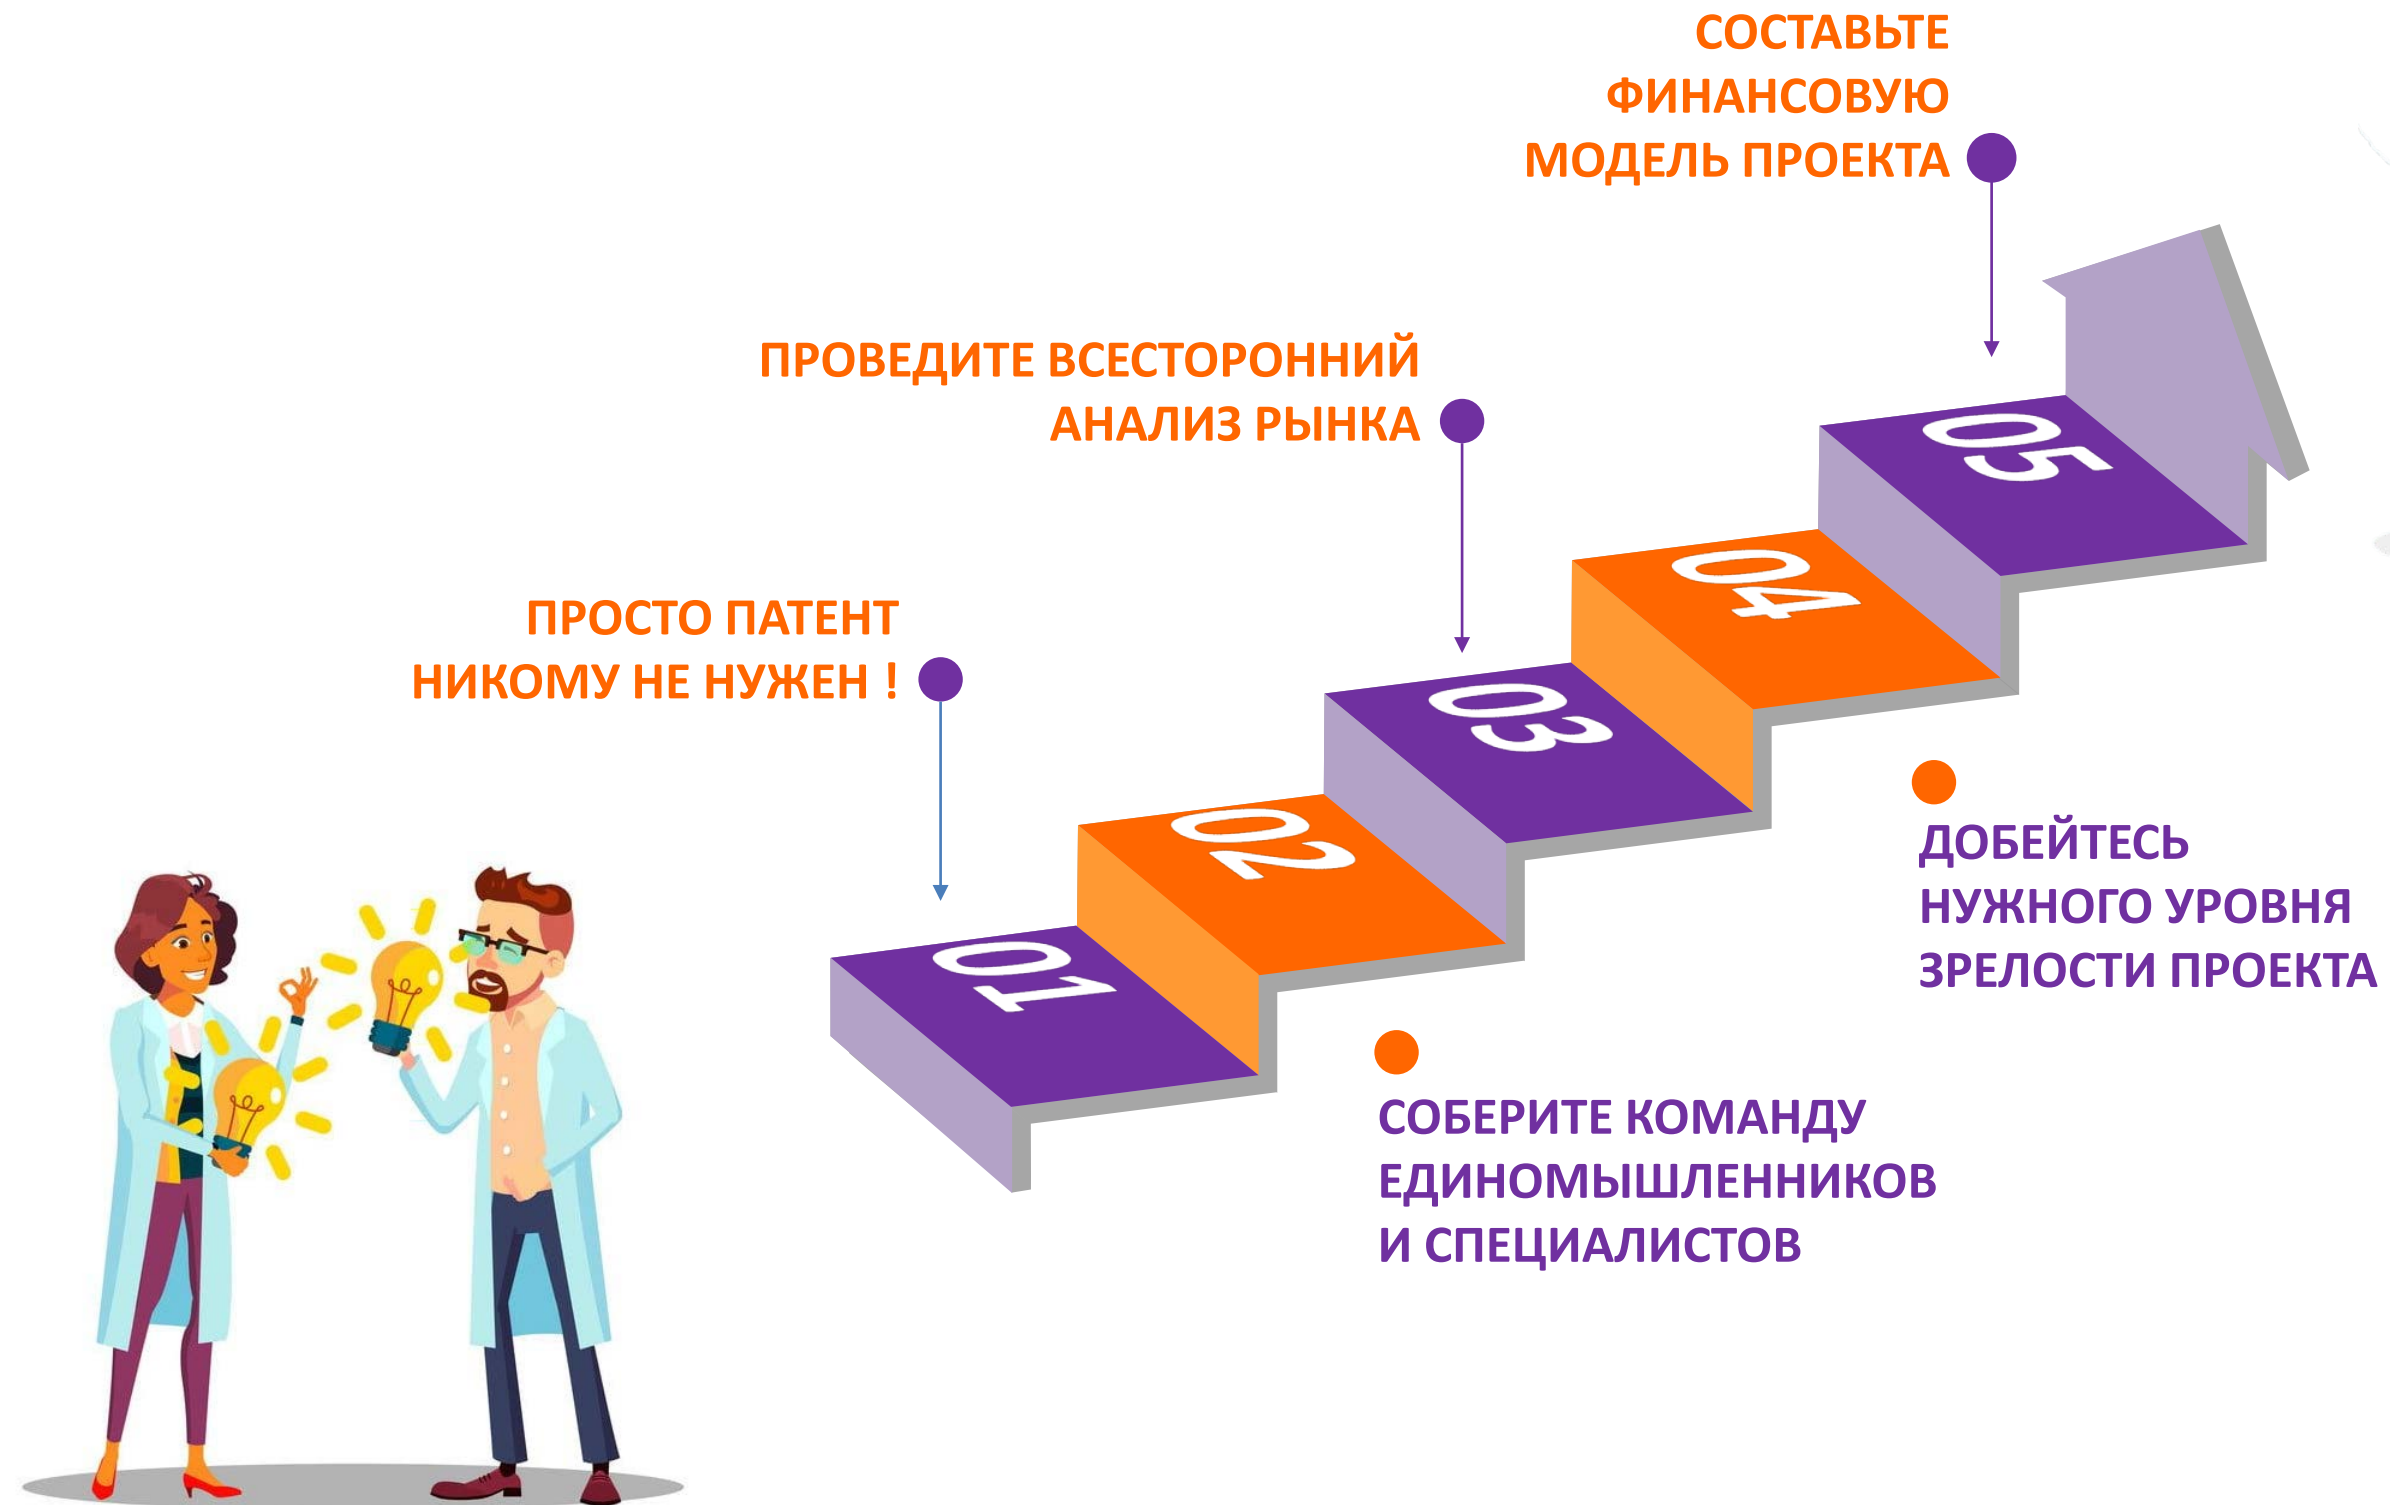 СОСТАВЬТЕ
ФИНАНСОВУЮ
МОДЕЛЬ ПРОЕКТА
ПРОВЕДИТЕ ВСЕСТОРОННИЙ
АНАЛИЗ РЫНКА
ПРОСТО ПАТЕНТ
НИКОМУ НЕ НУЖЕН !
05
04
03
02
01
ДОБЕЙТЕСЬ
НУЖНОГО УРОВНЯ
ЗРЕЛОСТИ ПРОЕКТА
СОБЕРИТЕ КОМАНДУ
ЕДИНОМЫШЛЕННИКОВ
И СПЕЦИАЛИСТОВ